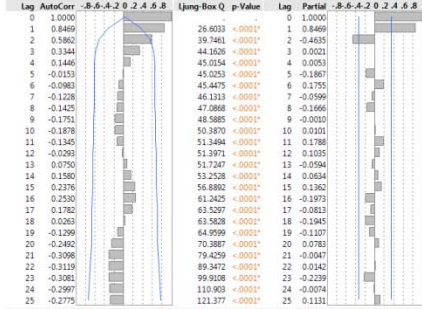 Lag AutoCorr -.8-.6-.4-.2 0 .2 .4 .6 .8 Ljung-Box Q p-Value Lag Partial -.8-.6-.4-.2 0 .2 .4 .6 .8
0 1.0000 . . 0 1.0000
1 0.8469 26.6033 <.0001* 1 0.8469
2 0.5862 39.7461 <.0001* 2 -0.4635
3 0.3344 44.1626 <.0001* 3 0.0021
4 0.1446 45.0154 <.0001* 4 0.0053
5 -0.0153 45.0253 <.0001* 5 -0.1867
6 -0.0983 45.4475 <.0001* 6 0.1755
7 -0.1228 46.1313 <.0001* 7 -0.0599
8 -0.1425 47.0868 <.0001* 8 -0.1666
9 -0.1751 48.5885 <.0001* 9 -0.0010
10 -0.1878 50.3870 <.0001* 10 0.0101
11 -0.1345 51.3494 <.0001* 11 0.1788
12 -0.0293 51.3971 <.0001* 12 0.1035
13 0.0750 51.7247 <.0001* 13 -0.0594
14 0.1580 53.2528 <.0001* 14 0.0634
15 0.2376 56.8892 <.0001* 15 0.1362
16 0.2530 61.2425 <.0001* 16 -0.1973
17 0.1782 63.5297 <.0001* 17 -0.0813
18 0.0263 63.5828 <.0001* 18 -0.1945
19 -0.1299 64.9599 <.0001* 19 -0.1107
20 -0.2492 70.3887 <.0001* 20 0.0783
21 -0.3098 79.4259 <.0001* 21 -0.0047
22 -0.3119 89.3472 <.0001* 22 0.0142
23 -0.3081 99.9108 <.0001* 23 -0.2239
24 -0.2997 110.903 <.0001* 24 -0.0074
25 -0.2775 121.377 <.0001* 25 0.1131